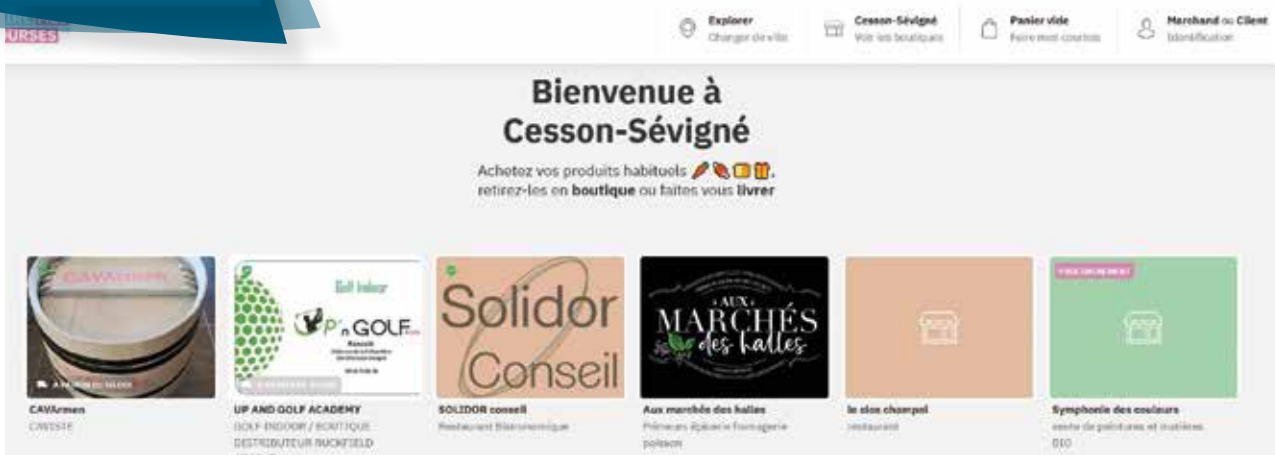 COURSES
Explorer
Changer de ville
Cesson-Sévigné
Voir les boutiques
Panier vide
Faire mes courses
Marchand ou Client
Identification
Bienvenue à
Cesson-Sévigné
Achetez vos produits habituels
retirez-les en boutique ou faites vous livrer
CAVArmen
Golf Indoor
UP'n GOLF
Solidor
Conseil
AUX
MARCHÉS
des halles
CAVArmen
CAVISTE
UP AND GOLF ACADEMY
GOLF INDOOR / BOUTIQUE
DISTRIBUTEUR
SOLIDOR conseil
Restaurant Bistronomique
Aux marchés des halles
Primeurs épicerie fromagerie
poisson
le clos champel
restaurant
Symphonie des couleurs
vente de peintures et matières
BIO